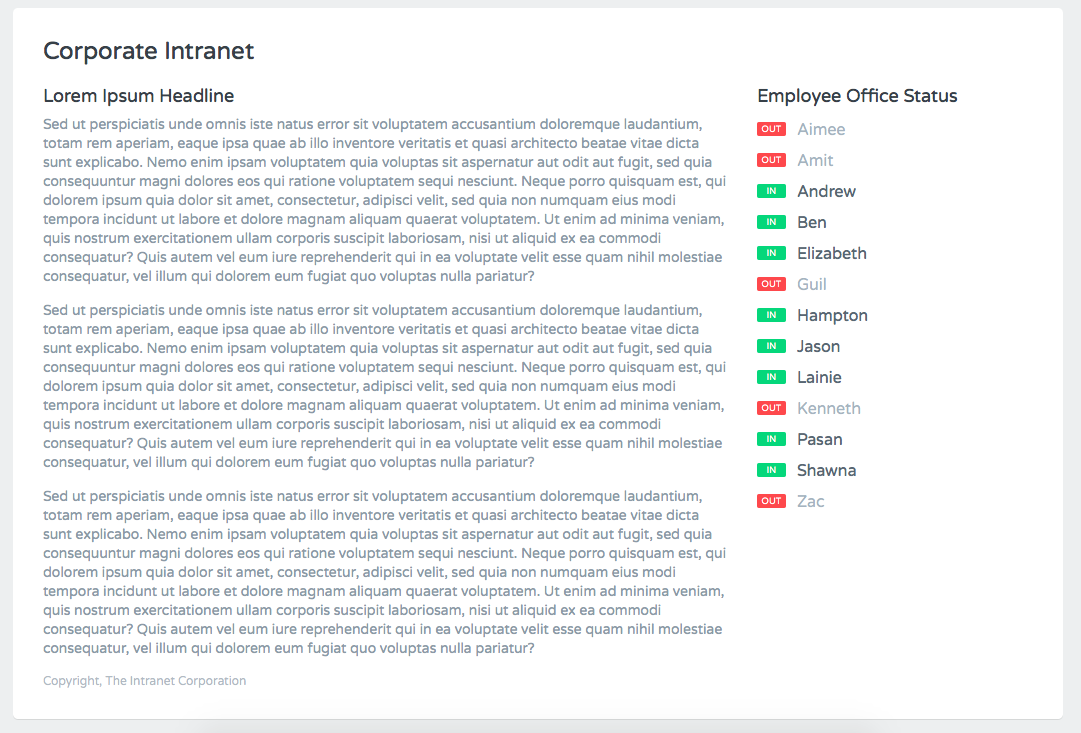 Corporate Intranet
Lorem Ipsum Headline
Sed ut perspiciatis unde omnis iste natus error sit voluptatem accusantium doloremque laudantium,
totam rem aperiam, eaque ipsa quae ab illo inventore veritatis et quasi architecto beatae vitae dicta
sunt explicabo. Nemo enim ipsam voluptatem quia voluptas sit aspernatur aut odit aut fugit, sed quia
consequuntur magni dolores eos qui ratione voluptatem sequi nesciunt. Neque porro quisquam est, qui
dolorem ipsum quia dolor sit amet, consectetur, adipisci velit, sed quia non numquam eius modi
tempora incidunt ut labore et dolore magnam aliquam quaerat voluptatem. Ut enim ad minima veniam,
quis nostrum exercitationem ullam corporis suscipit laboriosam, nisi ut aliquid ex ea commodi
consequatur? Quis autem vel eum iure reprehenderit qui in ea voluptate velit esse quam nihil molestiae
consequatur, vel illum qui dolorem eum fugiat quo voluptas nulla pariatur?
Sed ut perspiciatis unde omnis iste natus error sit voluptatem accusantium doloremque laudantium,
totam rem aperiam, eaque ipsa quae ab illo inventore veritatis et quasi architecto beatae vitae dicta
sunt explicabo. Nemo enim ipsam voluptatem quia voluptas sit aspernatur aut odit aut fugit, sed quia
consequuntur magni dolores eos qui ratione voluptatem sequi nesciunt. Neque porro quisquam est, qui
dolorem ipsum quia dolor sit amet, consectetur, adipisci velit, sed quia non numquam eius modi
tempora incidunt ut labore et dolore magnam aliquam quaerat voluptatem. Ut enim ad minima veniam,
quis nostrum exercitationem ullam corporis suscipit laboriosam, nisi ut aliquid ex ea commodi
consequatur? Quis autem vel eum iure reprehenderit qui in ea voluptate velit esse quam nihil molestiae
consequatur, vel illum qui dolorem eum fugiat quo voluptas nulla pariatur?
Sed ut perspiciatis unde omnis iste natus error sit voluptatem accusantium doloremque laudantium,
totam rem aperiam, eaque ipsa quae ab illo inventore veritatis et quasi architecto beatae vitae dicta
sunt explicabo. Nemo enim ipsam voluptatem quia voluptas sit aspernatur aut odit aut fugit, sed quia
consequuntur magni dolores eos qui ratione voluptatem sequi nesciunt. Neque porro quisquam est, qui
dolorem ipsum quia dolor sit amet, consectetur, adipisci velit, sed quia non numquam eius modi
tempora incidunt ut labore et dolore magnam aliquam quaerat voluptatem. Ut enim ad minima veniam,
quis nostrum exercitationem ullam corporis suscipit laboriosam, nisi ut aliquid ex ea commodi
consequatur? Quis autem vel eum iure reprehenderit qui in ea voluptate velit esse quam nihil molestiae
consequatur, vel illum qui dolorem eum fugiat quo voluptas nulla pariatur?
Employee Office Status
OUT Aimee
OUT Amit
IN Andrew
IN Ben
IN Elizabeth
OUT Guil
IN Hampton
IN Jason
IN Lainie
OUT Kenneth
IN Pasan
IN Shawna
OUT Zac
Copyright, The Intranet Corporation